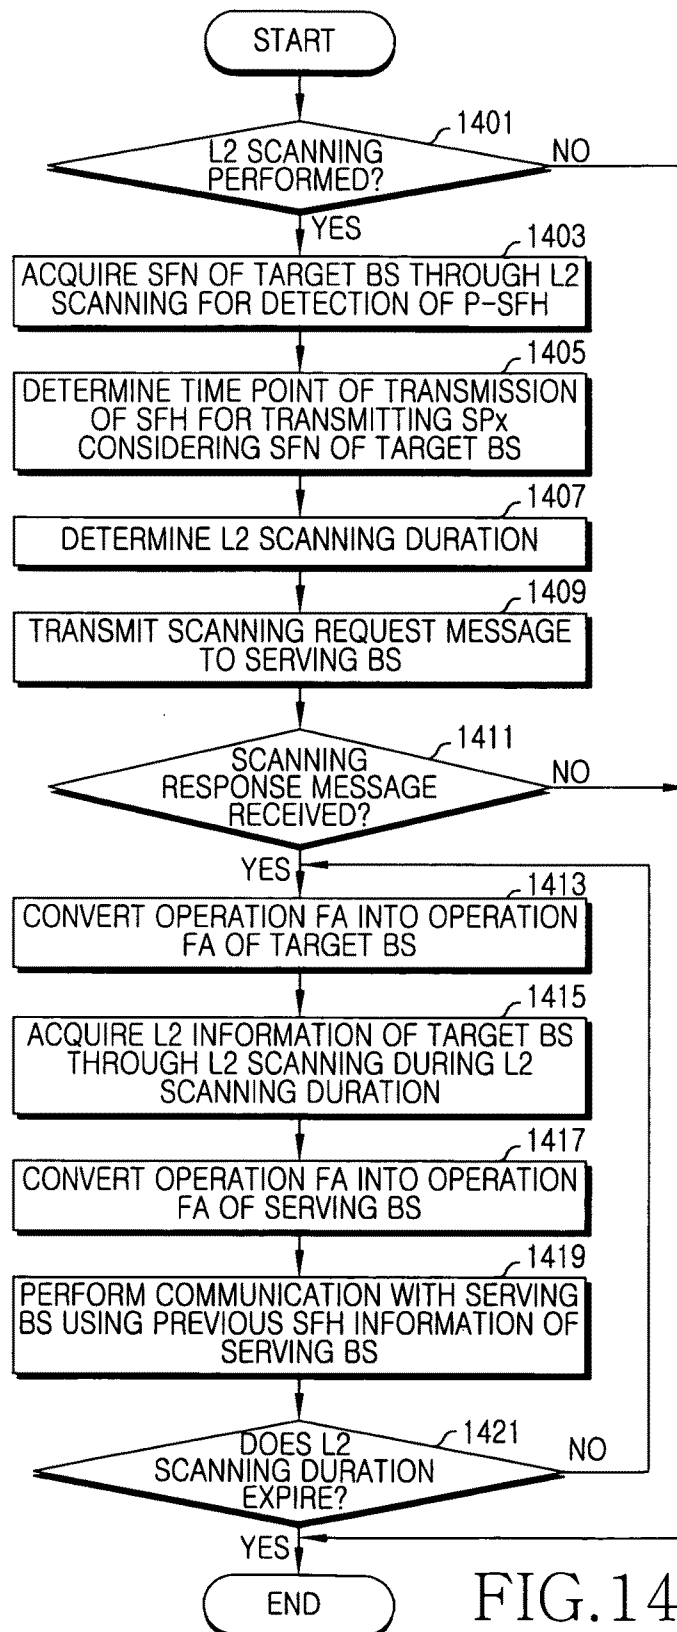 START
1401
L2 SCANNING
PERFORMED?
NO
YES
1403
ACQUIRE SFN OF TARGET BS THROUGH L2
SCANNING FOR DETECTION OF P-SFH
1405
DETERMINE TIME POINT OF TRANSMISSION
OF SFH FOR TRANSMITTING SPx
CONSIDERING SFN OF TARGET BS
1407
DETERMINE L2 SCANNING DURATION
1409
TRANSMIT SCANNING REQUEST MESSAGE
TO SERVING BS
1411
SCANNING
RESPONSE MESSAGE
RECEIVED?
NO
YES
1413
CONVERT OPERATION FA INTO OPERATION
FA OF TARGET BS
1415
ACQUIRE L2 INFORMATION OF TARGET BS
THROUGH L2 SCANNING DURING L2
SCANNING DURATION
1417
CONVERT OPERATION FA INTO OPERATION
FA OF SERVING BS
1419
PERFORM COMMUNICATION WITH SERVING
BS USING PREVIOUS SFH INFORMATION OF
SERVING BS
1421
DOES L2
SCANNING DURATION
EXPIRE?
NO
YES
END
FIG.14